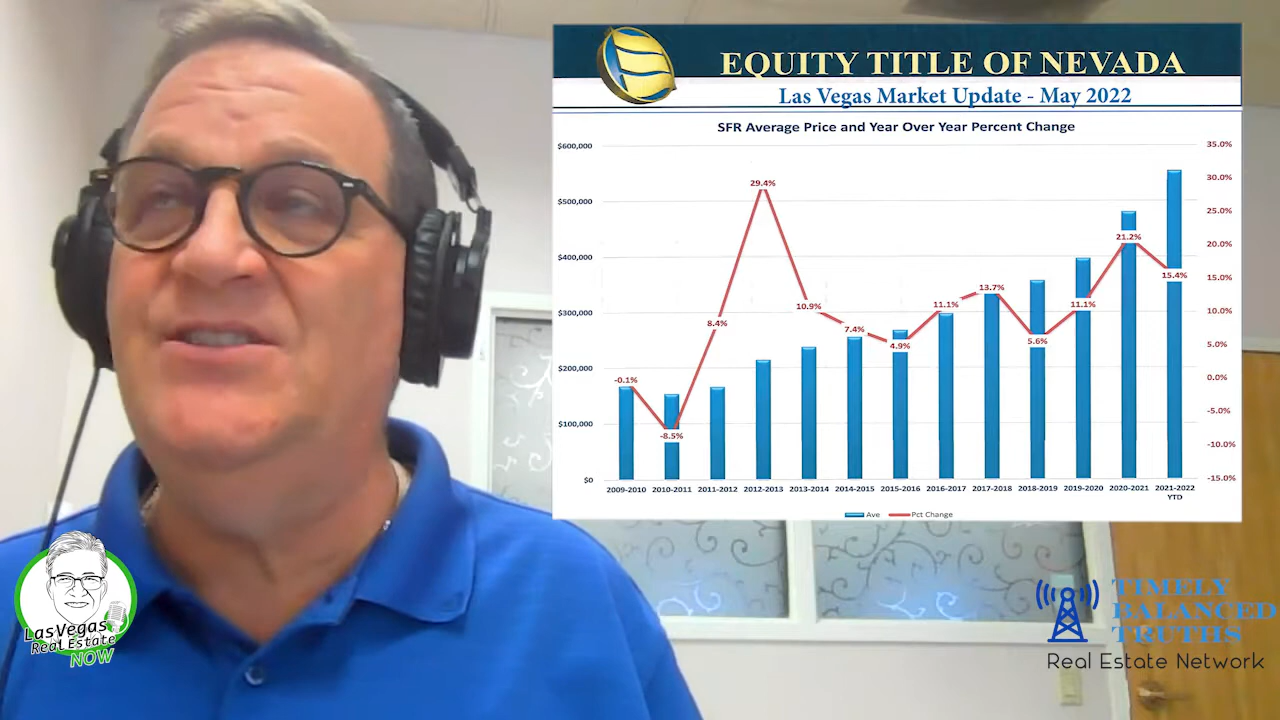 EQUITY TITLE OF NEVADA
Las Vegas Market Update - May 2022
SFR Average Price and Year Over Year Percent Change
$600,000
$500,000
$400,000
$300,000
$200,000
$100,000
$0
35.0%
30.0%
25.0%
20.0%
15.0%
10.0%
5.0%
0.0%
-5.0%
-10.0%
-15.0%
-0.1%
-8.5%
8.4%
29.4%
10.9%
7.4%
4.9%
11.1%
13.7%
5.6%
11.1%
21.2%
15.4%
2009-2010 2010-2011 2011-2012 2012-2013 2013-2014 2014-2015 2015-2016 2016-2017 2017-2018 2018-2019 2019-2020 2020-2021 2021-2022
YTD
Ave Pct Change
LasVegas
Real Estate
NOW
TIMELY
BALANCED
TRUTHS
Real Estate Network